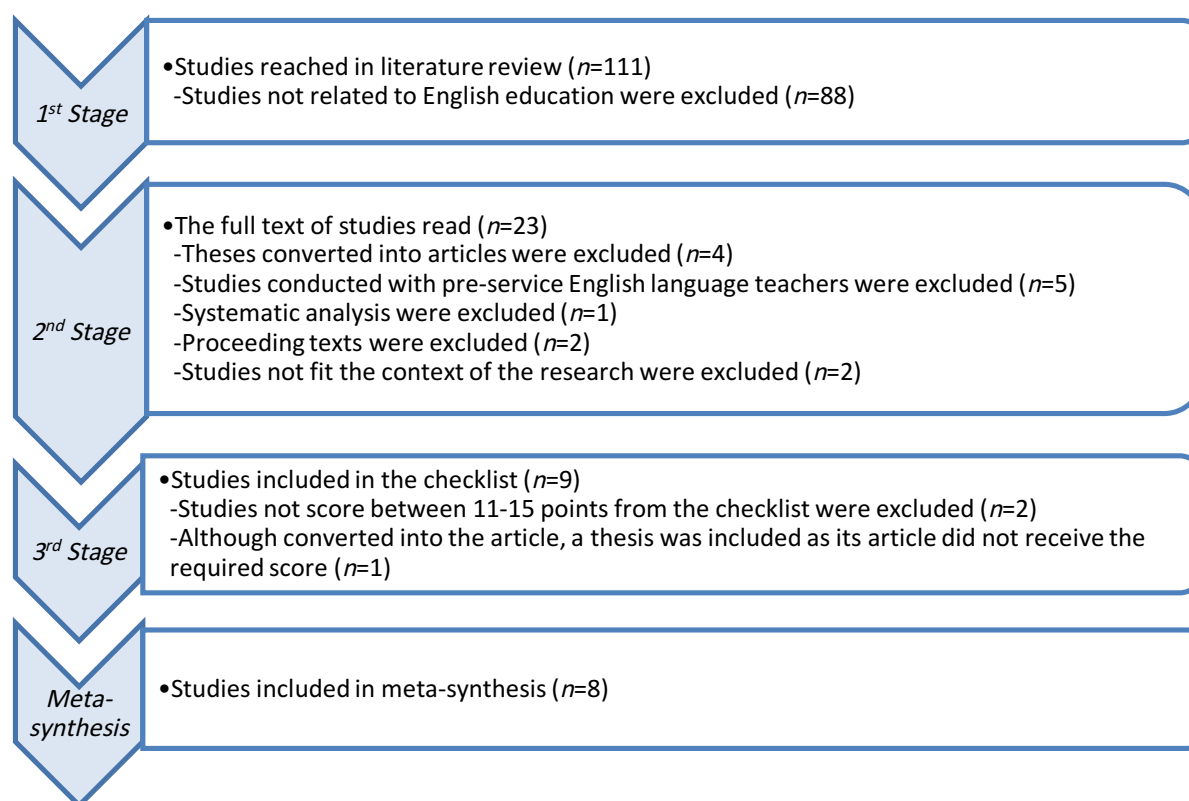 1st Stage
•Studies reached in literature review (n=111)
-Studies not related to English education were excluded (n=88)
2nd Stage
•The full text of studies read (n=23)
-Theses converted into articles were excluded (n=4)
-Studies conducted with pre-service English language teachers were excluded (n=5)
-Systematic analysis were excluded (n=1)
-Proceeding texts were excluded (n=2)
-Studies not fit the context of the research were excluded (n=2)
3rd Stage
•Studies included in the checklist (n=9)
-Studies not score between 11-15 points from the checklist were excluded (n=2)
-Although converted into the article, a thesis was included as its article did not receive the
required score (n=1)
Meta-
synthesis
•Studies included in meta-synthesis (n=8)